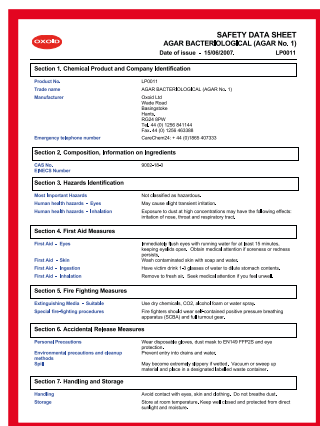 OXOID
SAFETY DATA SHEET
AGAR BACTERIOLOGICAL (AGAR No. 1)
Date of issue - 15/06/2007. LP0011
Section 1. Chemical Product and Company Identification
Product No. LP0011
Trade name AGAR BACTERIOLOGICAL (AGAR No. 1)
Manufacturer Oxoid Ltd
Wade Road
Basingstoke
Hants.
RG24 8PW
Tel. 44 (0) 1256 841144
Fax. 44 (0) 1256 463388
Emergency telephone number CareChem24: + 44 (0)1865 407333
Section 2. Composition, Information on Ingredients
CAS No. 9002-18-0
EINECS Number
Section 3. Hazards Identification
Most Important Hazards Not classified as hazardous.
Human health hazards - Eyes May cause slight transient irritation.
Human health hazards - Inhalation Exposure to dust at high concentrations may have the following effects:
irritation of nose, throat and respiratory tract.
Section 4. First Aid Measures
First Aid - Eyes Immediately flush eyes with running water for at least 15 minutes,
keeping eyelids open. Obtain medical attention if soreness or redness
persists.
First Aid - Skin Wash contaminated skin with soap and water.
First Aid - Ingestion Have victim drink 1-3 glasses of water to dilute stomach contents.
First Aid - Inhalation Remove to fresh air. Seek medical attention if you feel unwell.
Section 5. Fire Fighting Measures
Extinguishing Media - Suitable Use dry chemicals, CO2, alcohol foam or water spray.
Special fire-fighting procedures Fire fighters should wear self-contained positive pressure breathing
apparatus (SCBA) and full turnout gear.
Section 6. Accidental Release Measures
Personal Precautions Wear disposable gloves, dust mask to EN149 FFP2S and eye
protection.
Environmental precautions and cleanup Prevent entry into drains and water.
methods
Spill May become extremely slippery if wetted. Vacuum or sweep up
material and place in a designated labelled waste container.
Section 7. Handling and Storage
Handling Avoid contact with eyes, skin and clothing. Do not breathe dust.
Storage Store at room temperature. Keep well closed and protected from direct
sunlight and moisture.